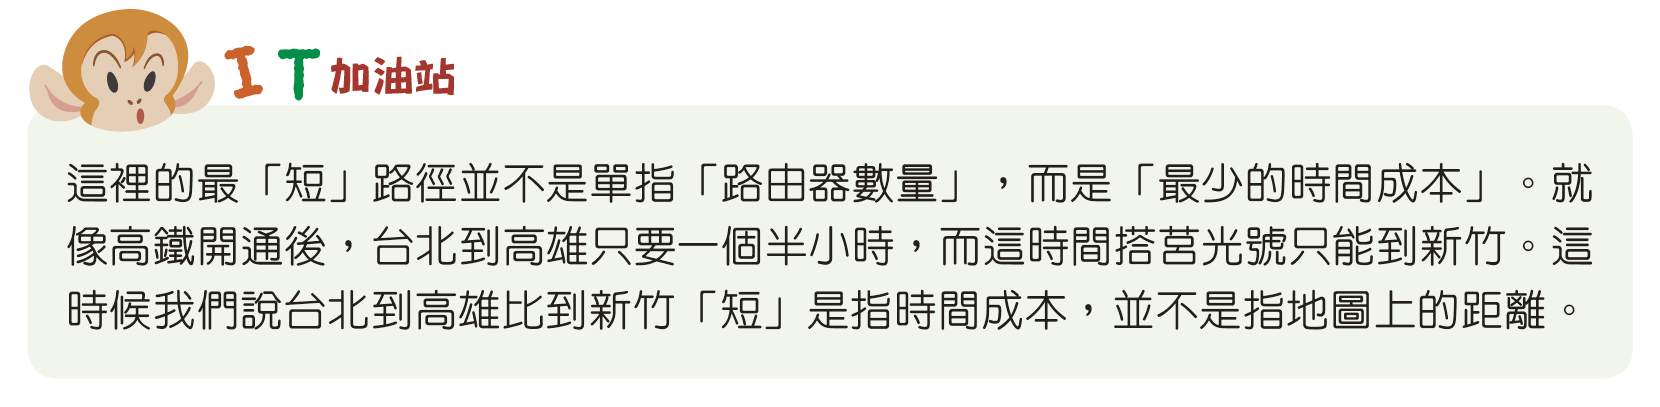 IT加油站
這裡的最「短」路徑並不是單指「路由器數量」，而是「最少的時間成本」。就
像高鐵開通後，台北到高雄只要一個半小時，而這時間搭莒光號只能到新竹。這
時候我們說台北到高雄比到新竹「短」是指時間成本，並不是指地圖上的距離。